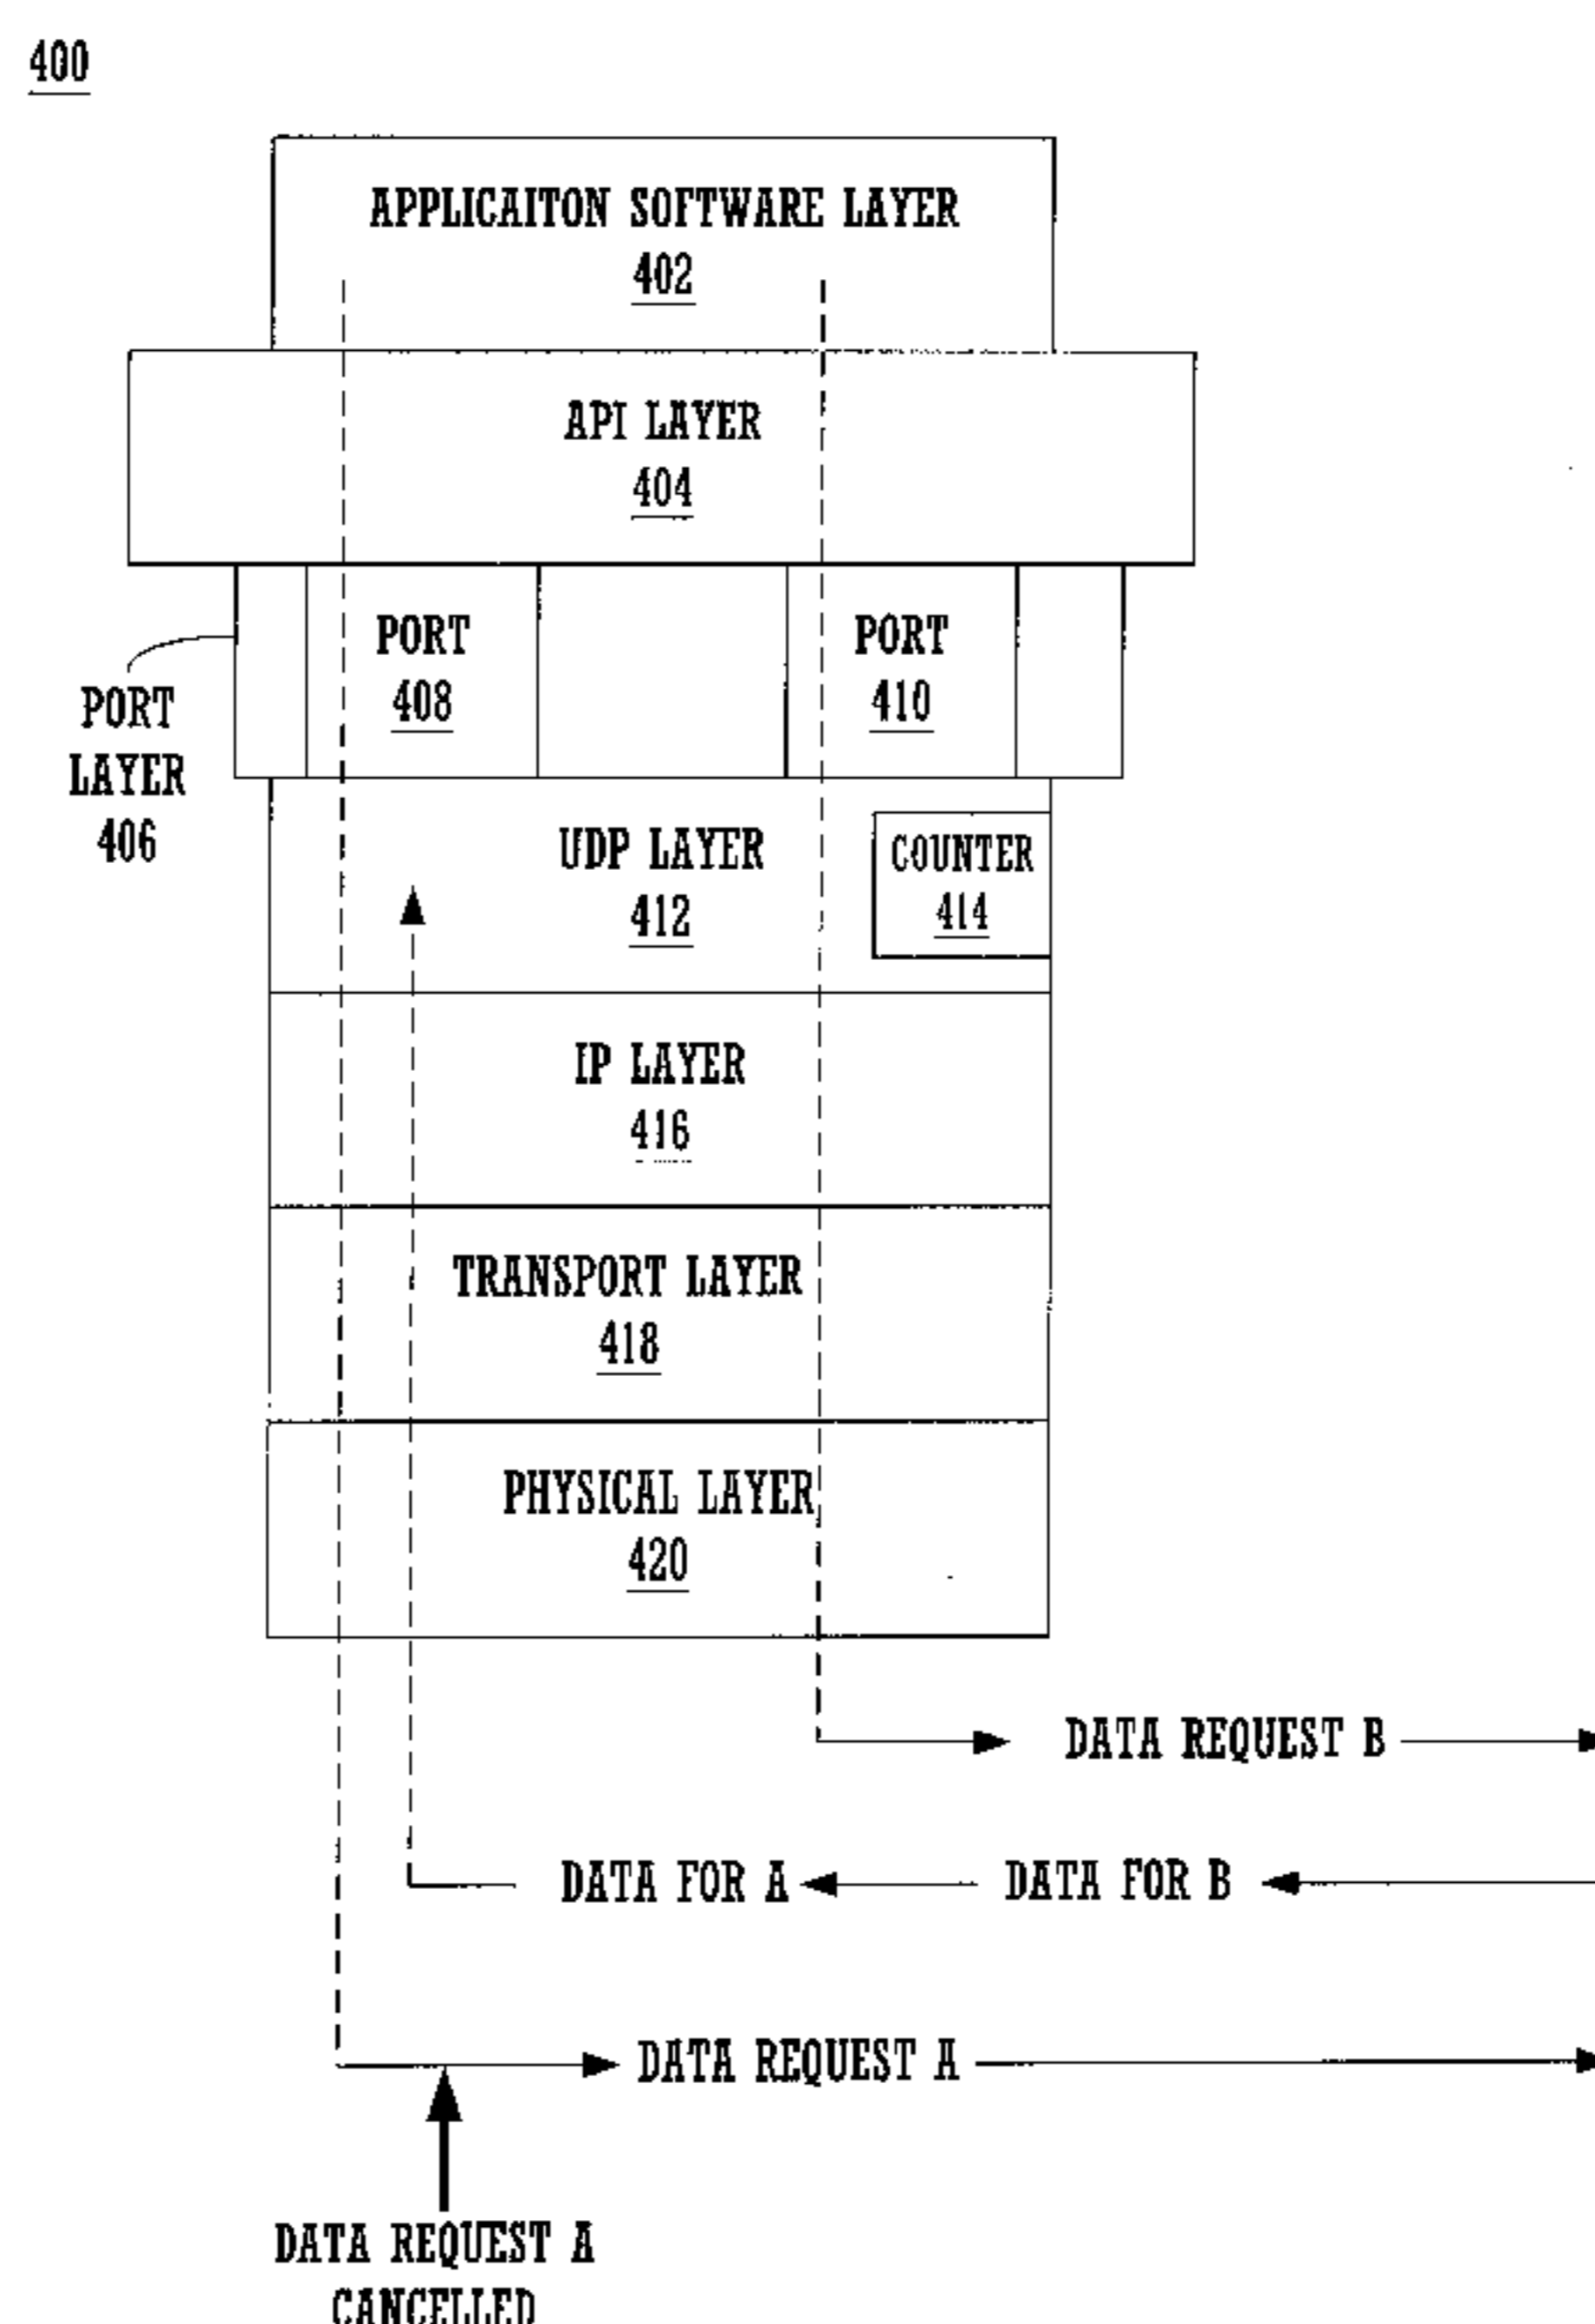 400
APPLICAITON SOFTWARE LAYER
402
API LAYER
404
PORT
408
PORT
410
PORT
LAYER
406
UDP LAYER
412
COUNTER
414
IP LAYER
416
TRANSPORT LAYER
418
PHYSICAL LAYER
420
DATA REQUEST B
DATA FOR A
DATA FOR B
DATA REQUEST A
DATA REQUEST A
CANCELLED